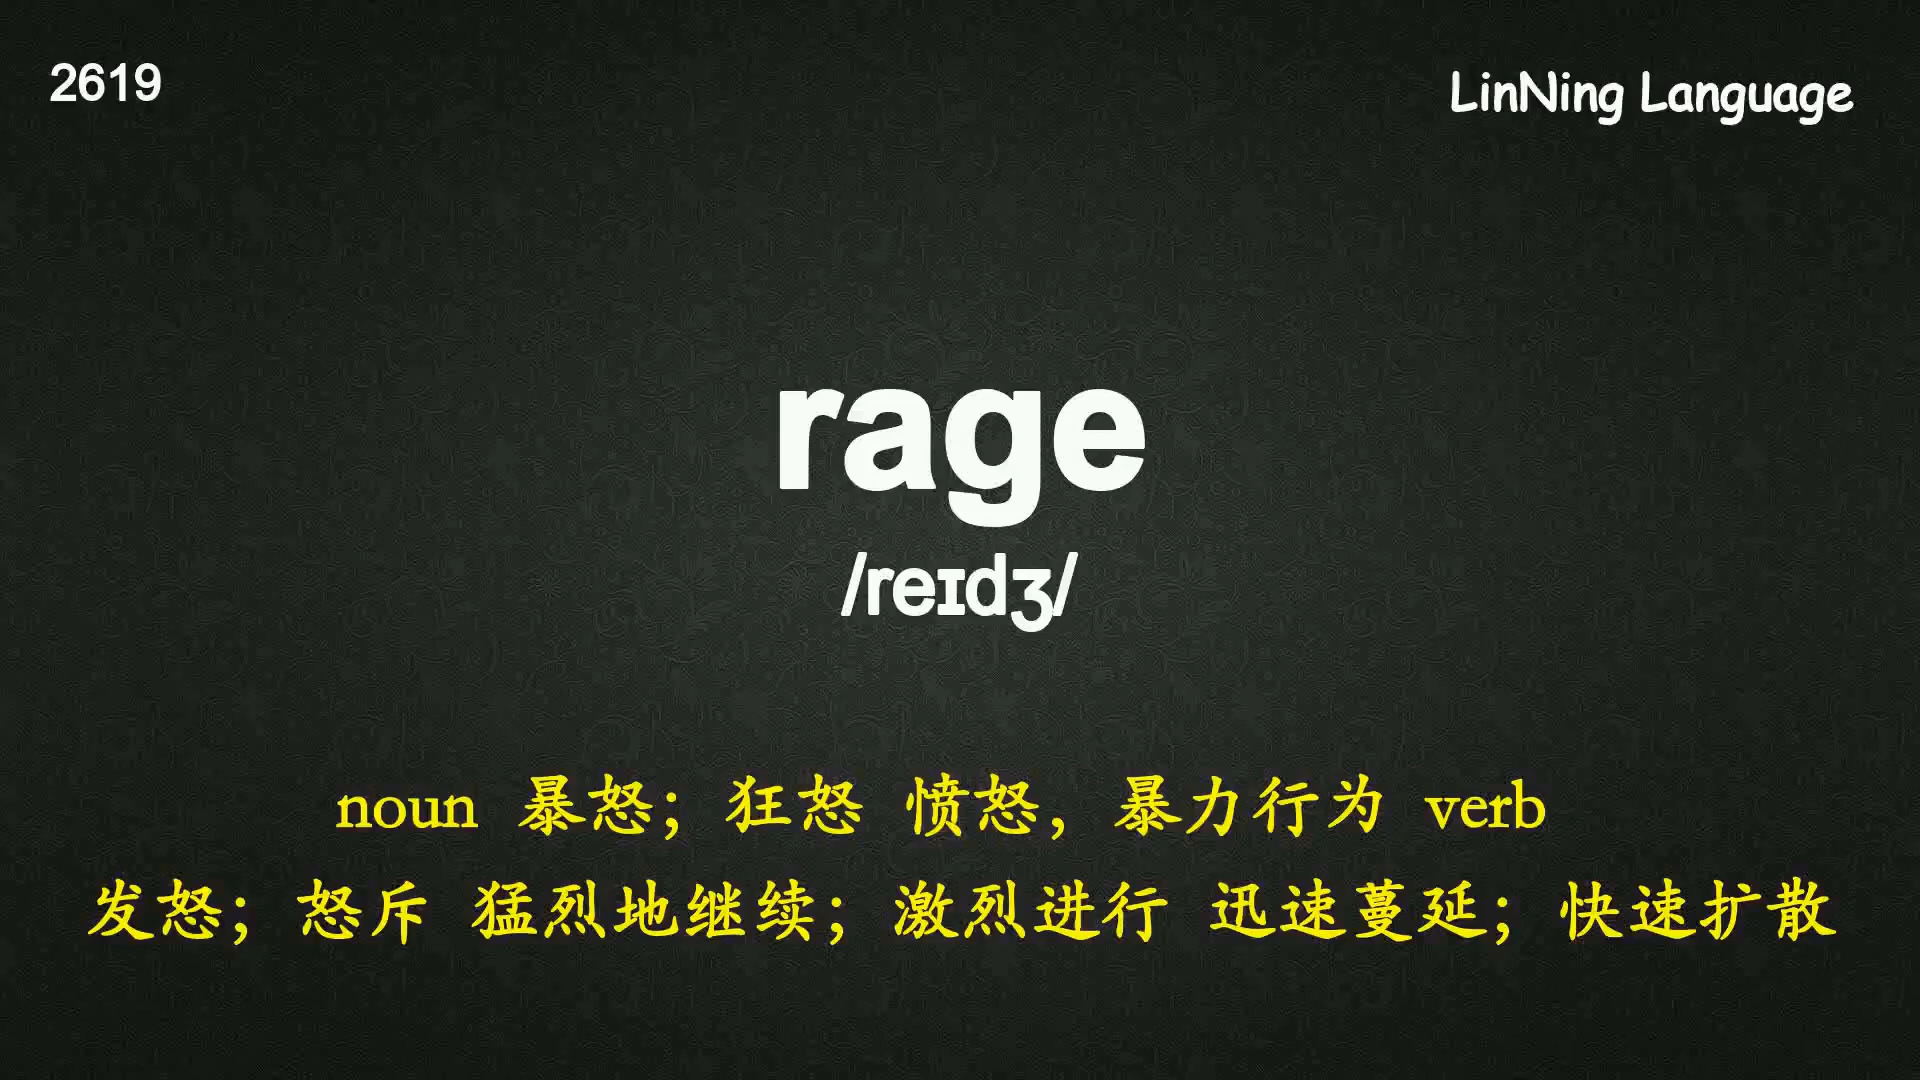 2619
LinNing Language
rage
/reɪdʒ/
noun 暴怒；狂怒 愤怒，暴力行为 verb
发怒；怒斥 猛烈地继续；激烈进行 迅速蔓延；快速扩散